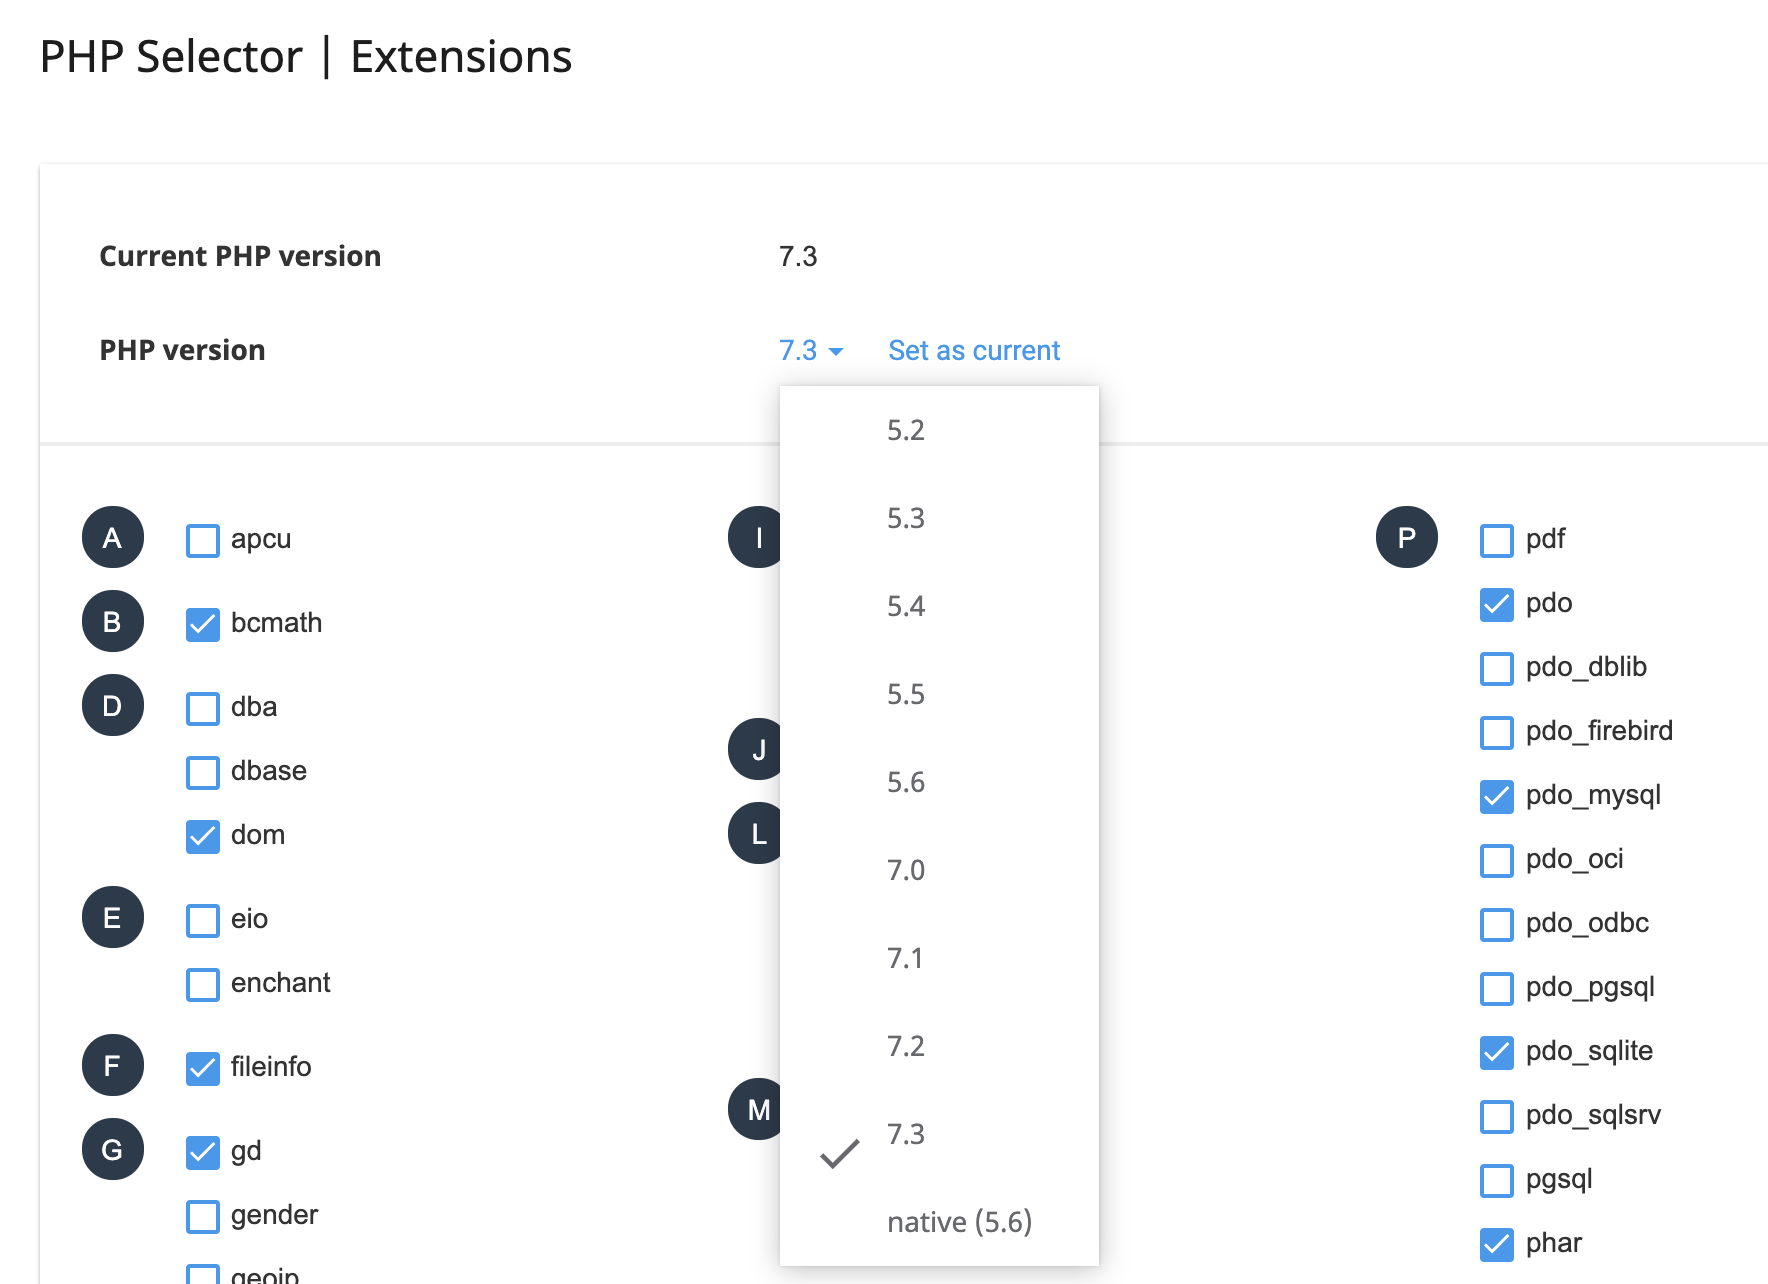 PHP Selector | Extensions
Current PHP version 7.3
PHP version 7.3 Set as current
5.2
5.3
5.4
5.5
5.6
7.0
7.1
7.2
7.3
native (5.6)
A apcu
B bcmath
D dba
dbase
dom
E eio
enchant
F fileinfo
G gd
gender
geoip
I
J
L
M
P pdf
pdo
pdo_dblib
pdo_firebird
pdo_mysql
pdo_oci
pdo_odbc
pdo_pgsql
pdo_sqlite
pdo_sqlsrv
pgsql
phar